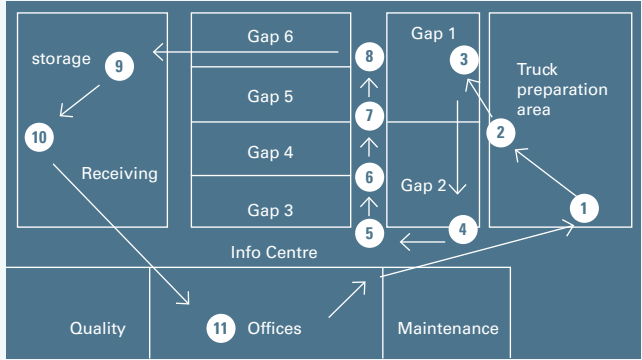 Gap 6
Gap 1
8
3
storage
9
Truck
preparation
area
Gap 5
7
10
2
Gap 4
Receiving
6
Gap 2
Gap 3
1
5
4
Info Centre
Quality
11 Offices
Maintenance